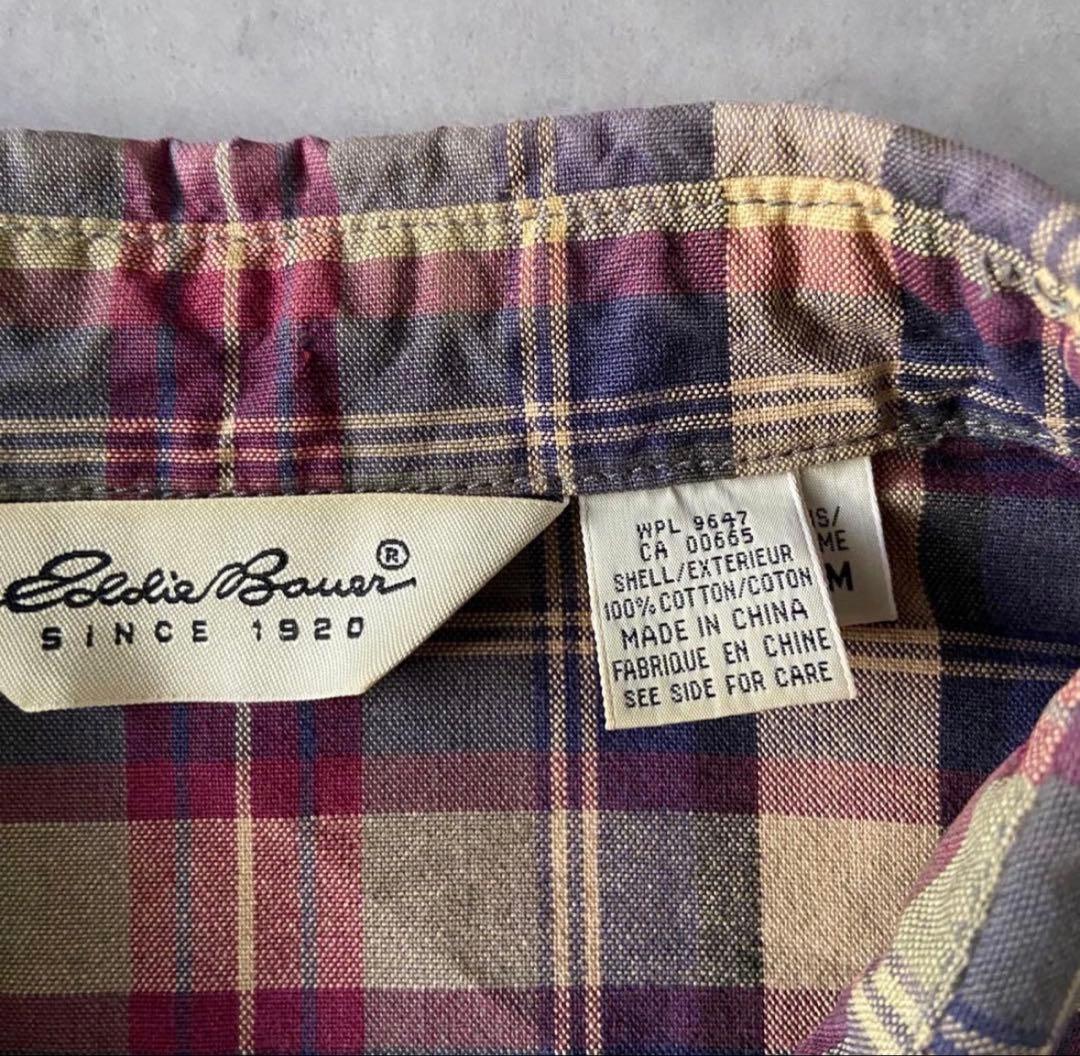 Eddie Bauer®
SINCE 1920
WPL 9647
CA 00665
SHELL/EXTERIEUR
100% COTTON/COTON
MADE IN CHINA
FABRIQUE EN CHINE
SEE SIDE FOR CARE
M